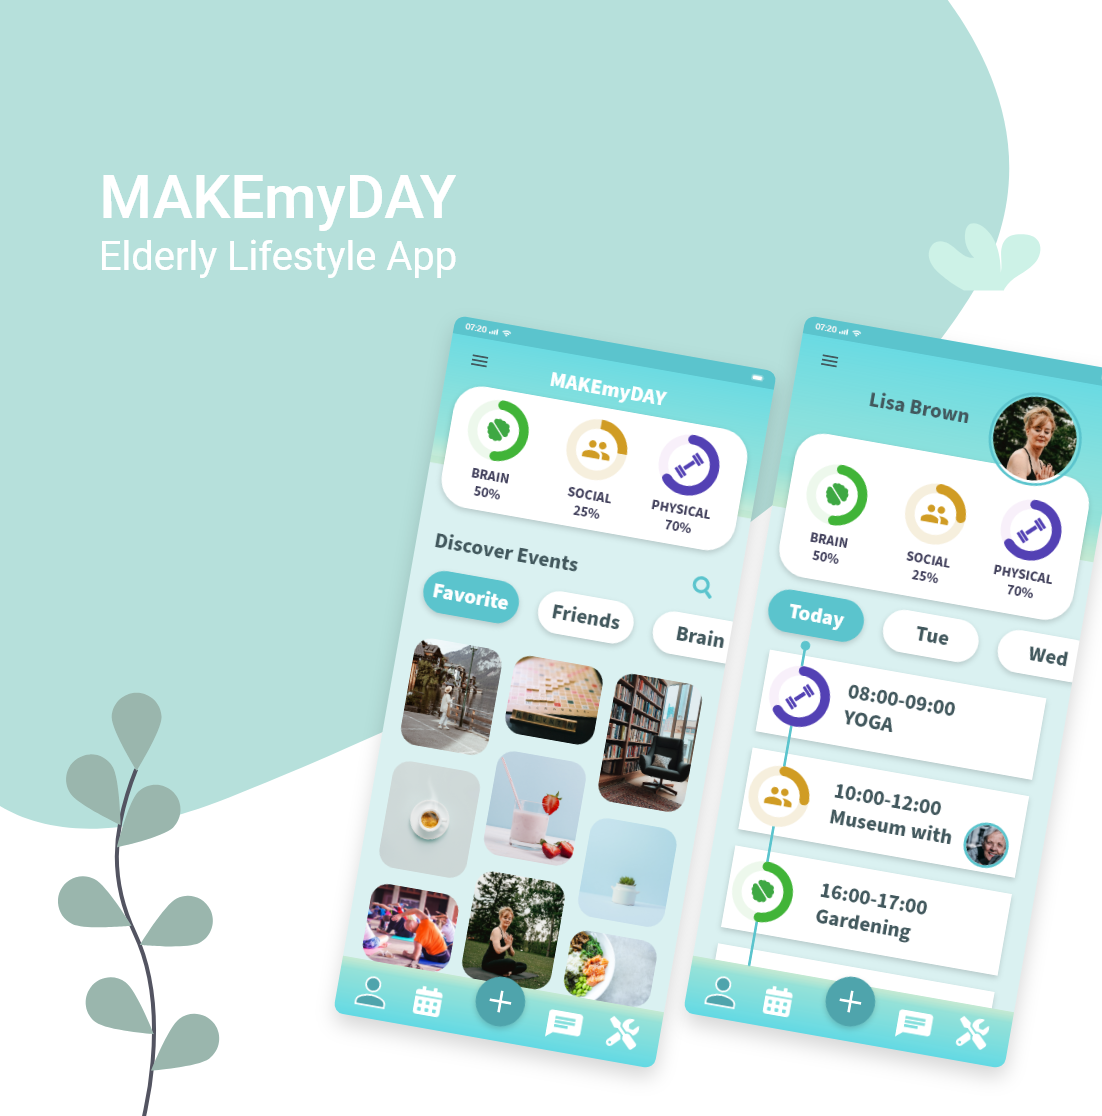 MAKEmyDAY
Elderly Lifestyle App
07:20
MAKEmyDAY
BRAIN
50%
SOCIAL
25%
PHYSICAL
70%
Discover Events
Favorite
Friends
Brain
07:20
Lisa Brown
BRAIN
50%
SOCIAL
25%
PHYSICAL
70%
Today
Tue
Wed
08:00-09:00
YOGA
10:00-12:00
Museum with
16:00-17:00
Gardening